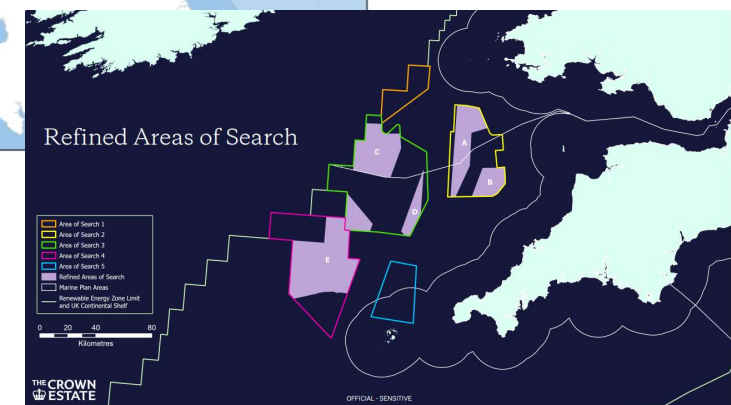 Refined Areas of Search
A
B
C
D
E
Area of Search 1
Area of Search 2
Area of Search 3
Area of Search 4
Area of Search 5
Refined Areas of Search
Marine Plan Areas
Renewable Energy Zone Limit
and UK Continental Shelf
0 20 40 80
Kilometres
THE CROWN
ESTATE
OFFICIAL - SENSITIVE